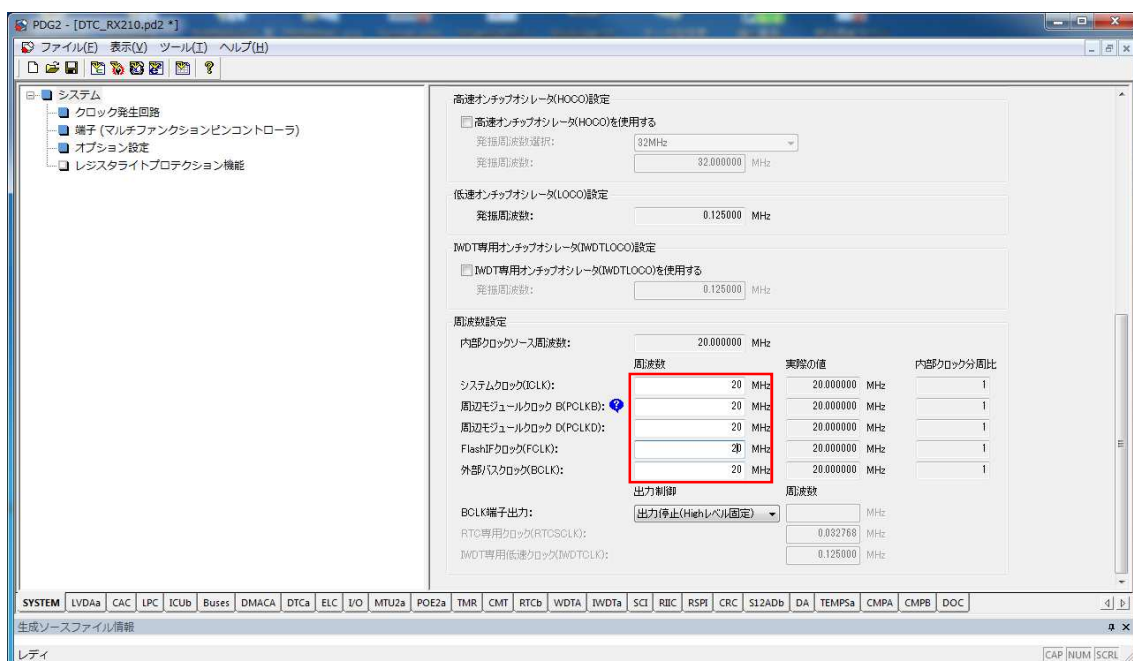 PDG2 - [DTC_RX210.pd2 *]
ファイル(F) 表示(V) ツール(T) ヘルプ(H)
システム
クロック発生回路
端子 (マルチファンクションピンコントローラ)
オプション設定
レジスタライトプロテクション機能
高速オンチップオシレータ(HOCO)設定
高速オンチップオシレータ(HOCO)を使用する
発振周波数選択: 32MHz
発振周波数: 32.000000 MHz
低速オンチップオシレータ(LOCO)設定
発振周波数: 0.125000 MHz
IWDT専用オンチップオシレータ(IWDTLOCO)設定
IWDT専用オンチップオシレータ(IWDTLOCO)を使用する
発振周波数: 0.125000 MHz
周波数設定
内部クロックソース周波数: 20.000000 MHz
周波数 実際の値 内部クロック分周比
システムクロック(ICLK): 20 MHz 20.000000 MHz 1
周辺モジュールクロック B(PCLKB): 20 MHz 20.000000 MHz 1
周辺モジュールクロック D(PCLKD): 20 MHz 20.000000 MHz 1
FlashIFクロック(FCLK): 20 MHz 20.000000 MHz 1
外部バスクロック(BCLK): 20 MHz 20.000000 MHz 1
出力制御 周波数
BCLK端子出力: 出力停止(Highレベル固定) MHz
RTC専用クロック(RTCSCLK): 0.032768 MHz
IWDT専用低速クロック(IWDTCLK): 0.125000 MHz
SYSTEM LVDAa CAC LPC ICUb Buses DMACA DTCa ELC I/O MTU2a POE2a TMR CMT RTCb WDTA IWDTa SCI RIIC RSPI CRC S12ADb DA TEMPSa CMPA CMPB DOC
生成ソースファイル情報
レディ CAP NUM SCRL